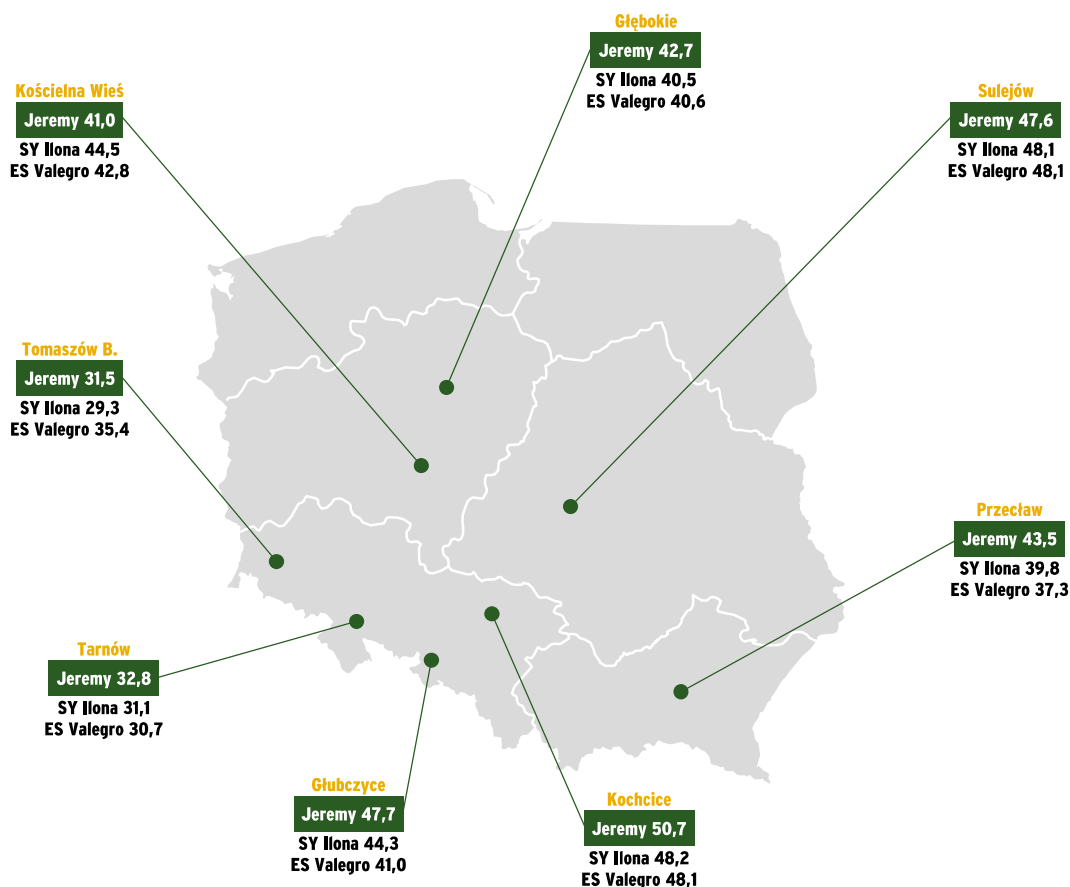 Głębokie
Jeremy 42,7
SY Ilona 40,5
ES Valegro 40,6
Kościelna Wieś
Jeremy 41,0
SY Ilona 44,5
ES Valegro 42,8
Sulejów
Jeremy 47,6
SY Ilona 48,1
ES Valegro 48,1
Tomaszów B.
Jeremy 31,5
SY Ilona 29,3
ES Valegro 35,4
Przecław
Jeremy 43,5
SY Ilona 39,8
ES Valegro 37,3
Tarnów
Jeremy 32,8
SY Ilona 31,1
ES Valegro 30,7
Głubczyce
Jeremy 47,7
SY Ilona 44,3
ES Valegro 41,0
Kochcice
Jeremy 50,7
SY Ilona 48,2
ES Valegro 48,1